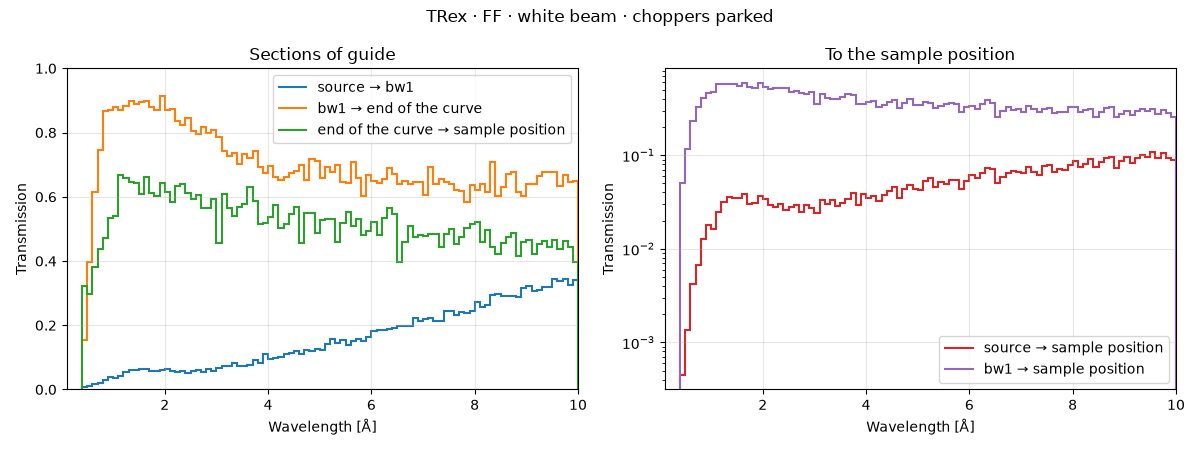 TRex · FF · white beam · choppers parked
Sections of guide
Transmission
1.0
0.8
0.6
0.4
0.2
0.0
source → bw1
bw1 → end of the curve
end of the curve → sample position
2 4 6 8 10
Wavelength [Å]
To the sample position
Transmission
10⁻¹
10⁻²
10⁻³
source → sample position
bw1 → sample position
2 4 6 8 10
Wavelength [Å]